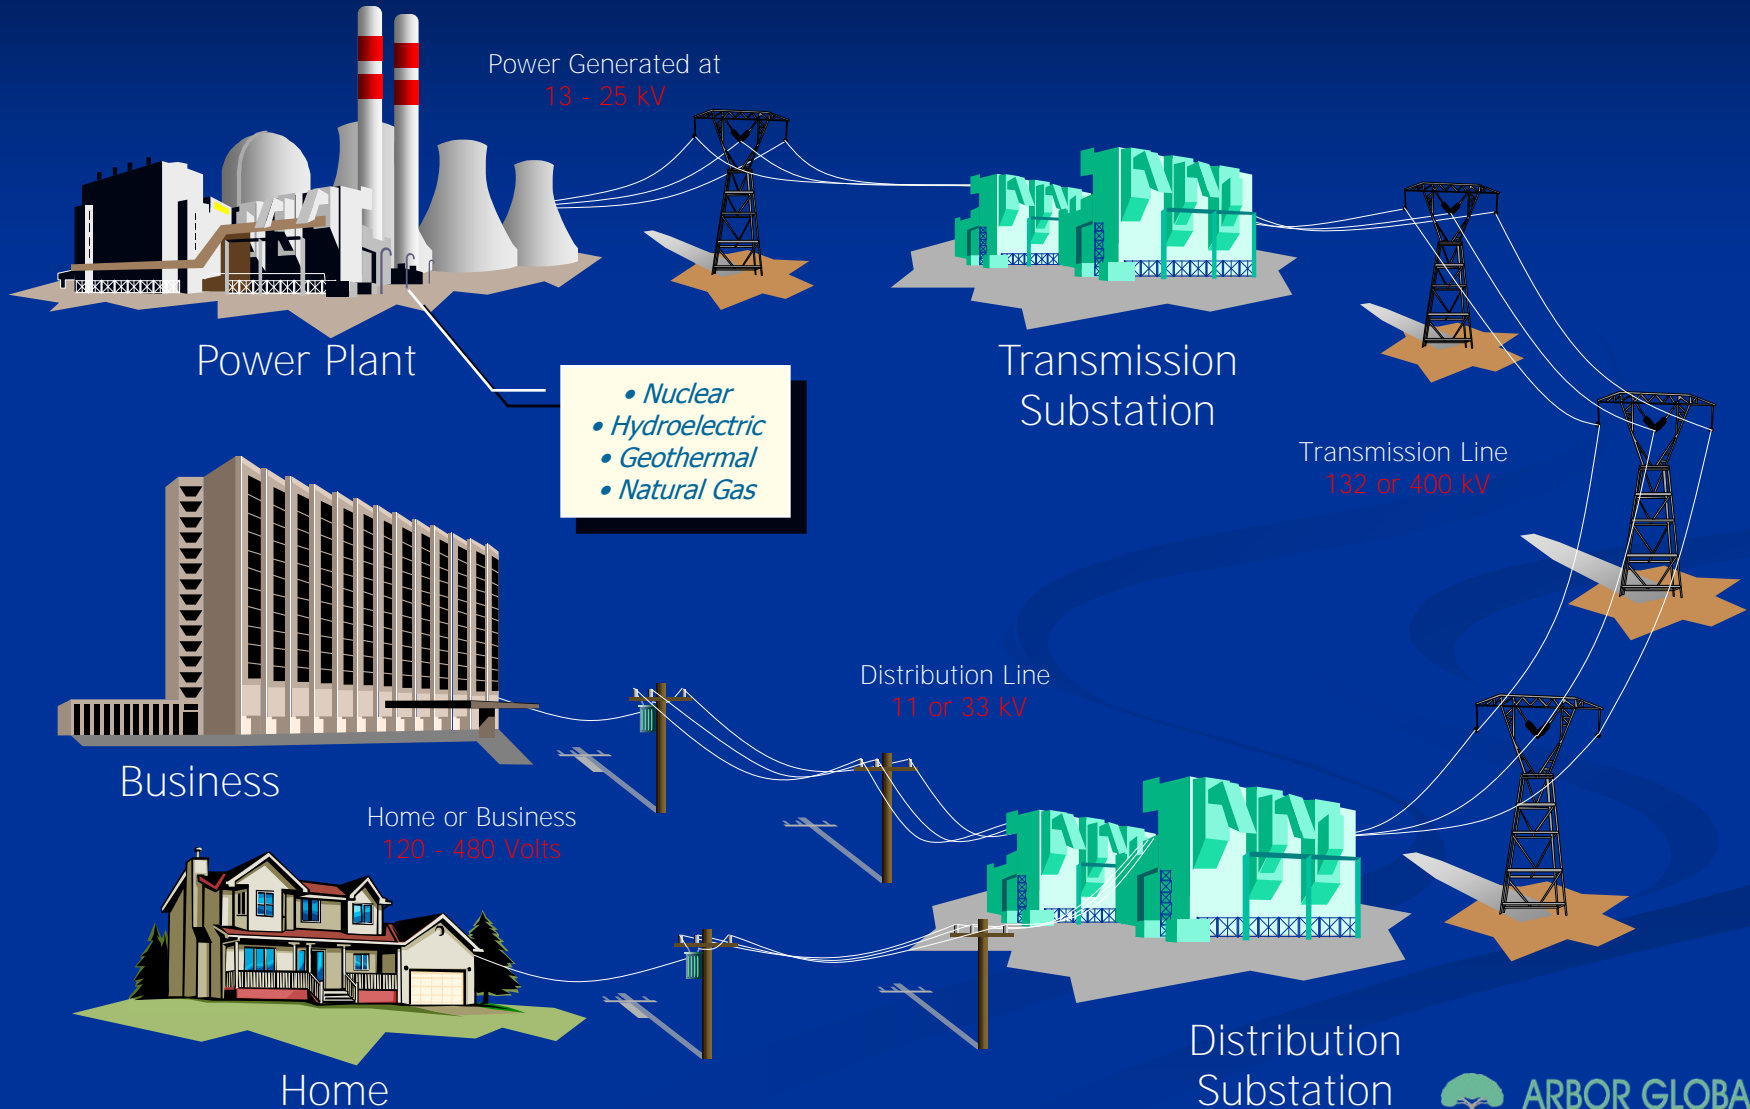 Power Generated at
13 - 25 kV
Power Plant
Transmission
Substation
• Nuclear
• Hydroelectric
• Geothermal
• Natural Gas
Transmission Line
132 or 400 kV
Distribution Line
11 or 33 kV
Business
Home or Business
120 - 480 Volts
Home
Distribution
Substation
ARBOR GLOBA